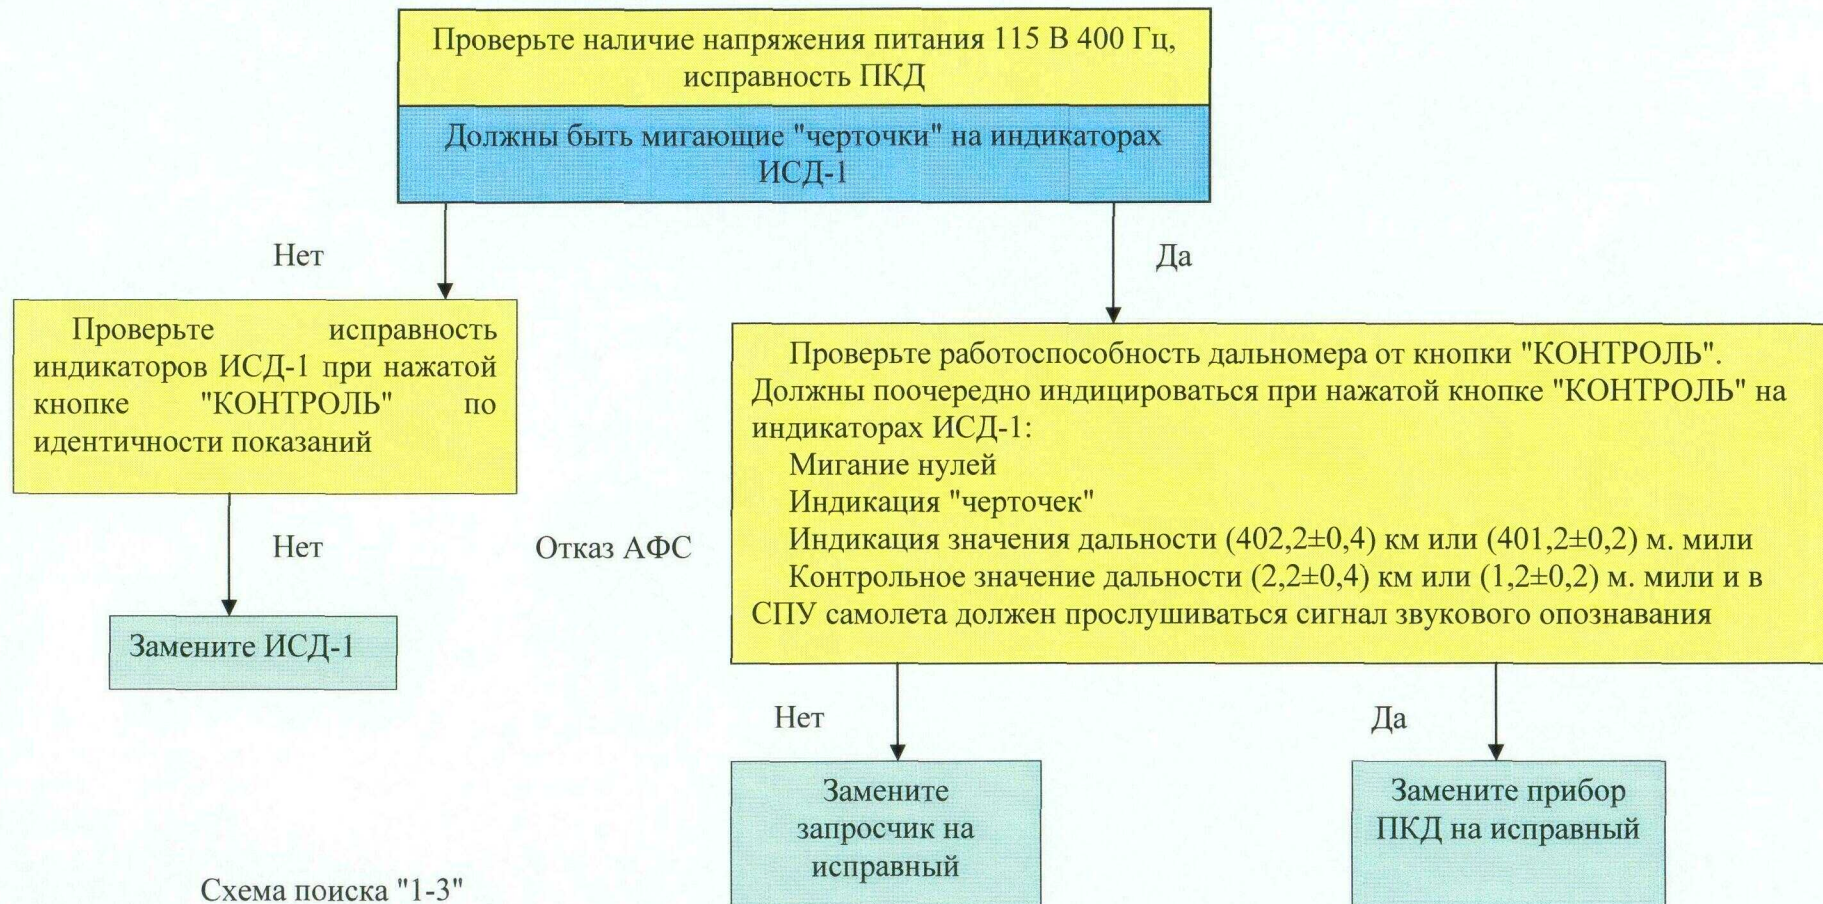 Проверьте наличие напряжения питания 115 В 400 Гц,
исправность ПКД
Должны быть мигающие "черточки" на индикаторах
ИСД-1
Нет
Да
Проверьте исправность
индикаторов ИСД-1 при нажатой
кнопке "КОНТРОЛЬ" по
идентичности показаний
Проверьте работоспособность дальномера от кнопки "КОНТРОЛЬ".
Должны поочередно индицироваться при нажатой кнопке "КОНТРОЛЬ" на
индикаторах ИСД-1:
Мигание нулей
Индикация "черточек"
Индикация значения дальности (402,2±0,4) км или (401,2±0,2) м. мили
Контрольное значение дальности (2,2±0,4) км или (1,2±0,2) м. мили и в
СПУ самолета должен прослушиваться сигнал звукового опознавания
Нет
Отказ АФС
Замените ИСД-1
Нет
Да
Замените
запросчик на
исправный
Замените прибор
ПКД на исправный
Схема поиска "1-3"